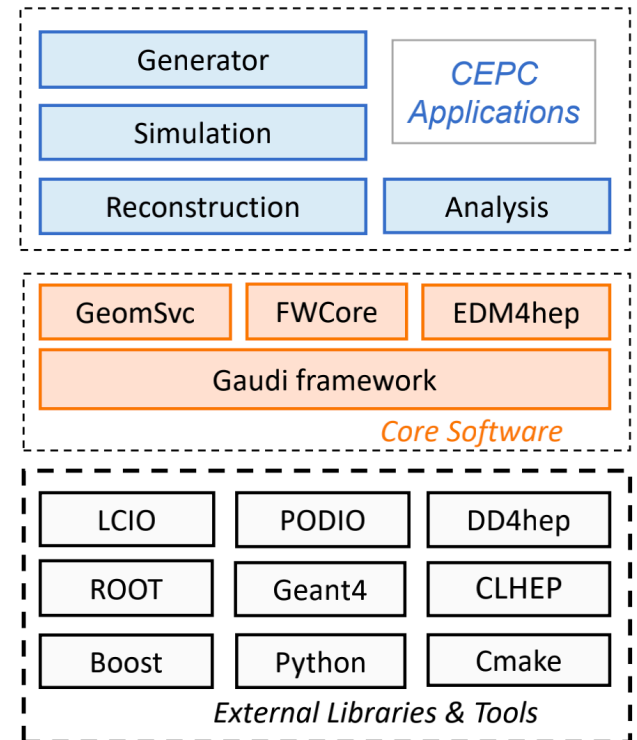 Generator
CEPC
Applications
Simulation
Reconstruction
Analysis
GeomSvc
FWCore
EDM4hep
Gaudi framework
Core Software
LCIO
PODIO
DD4hep
ROOT
Geant4
CLHEP
Boost
Python
Cmake
External Libraries & Tools